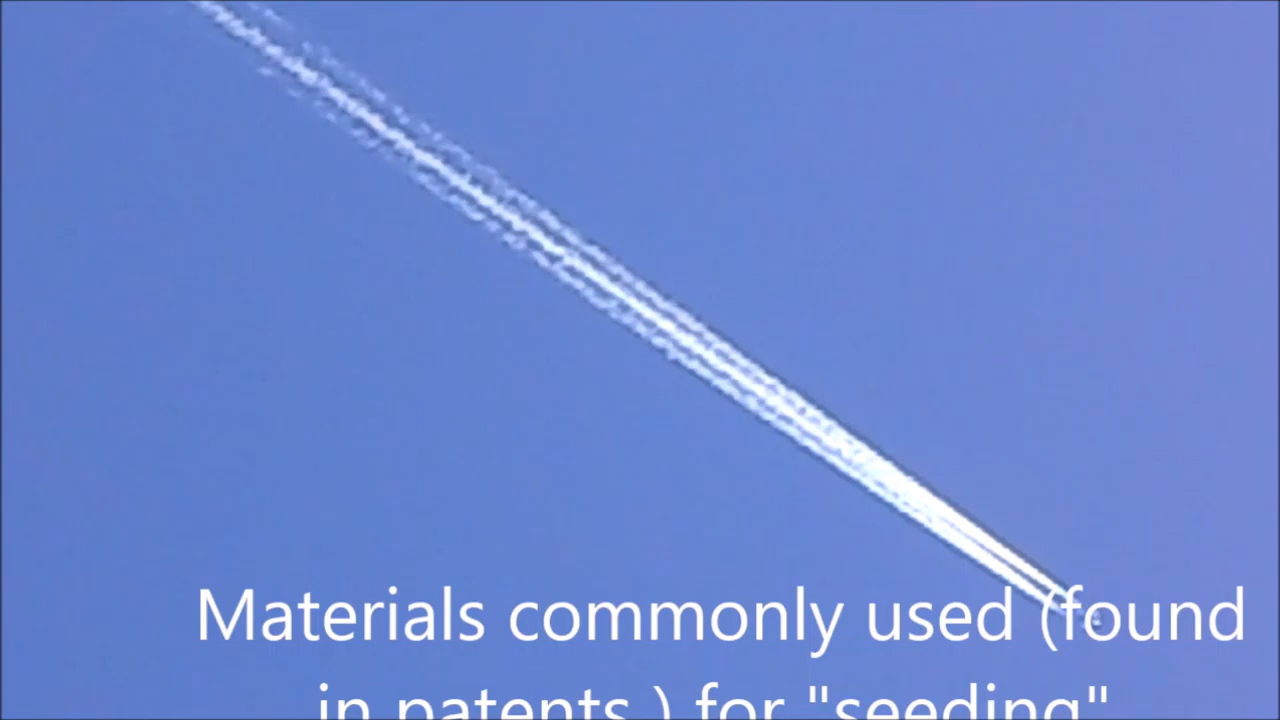 Materials commonly used (found
in patents ) for "seeding"